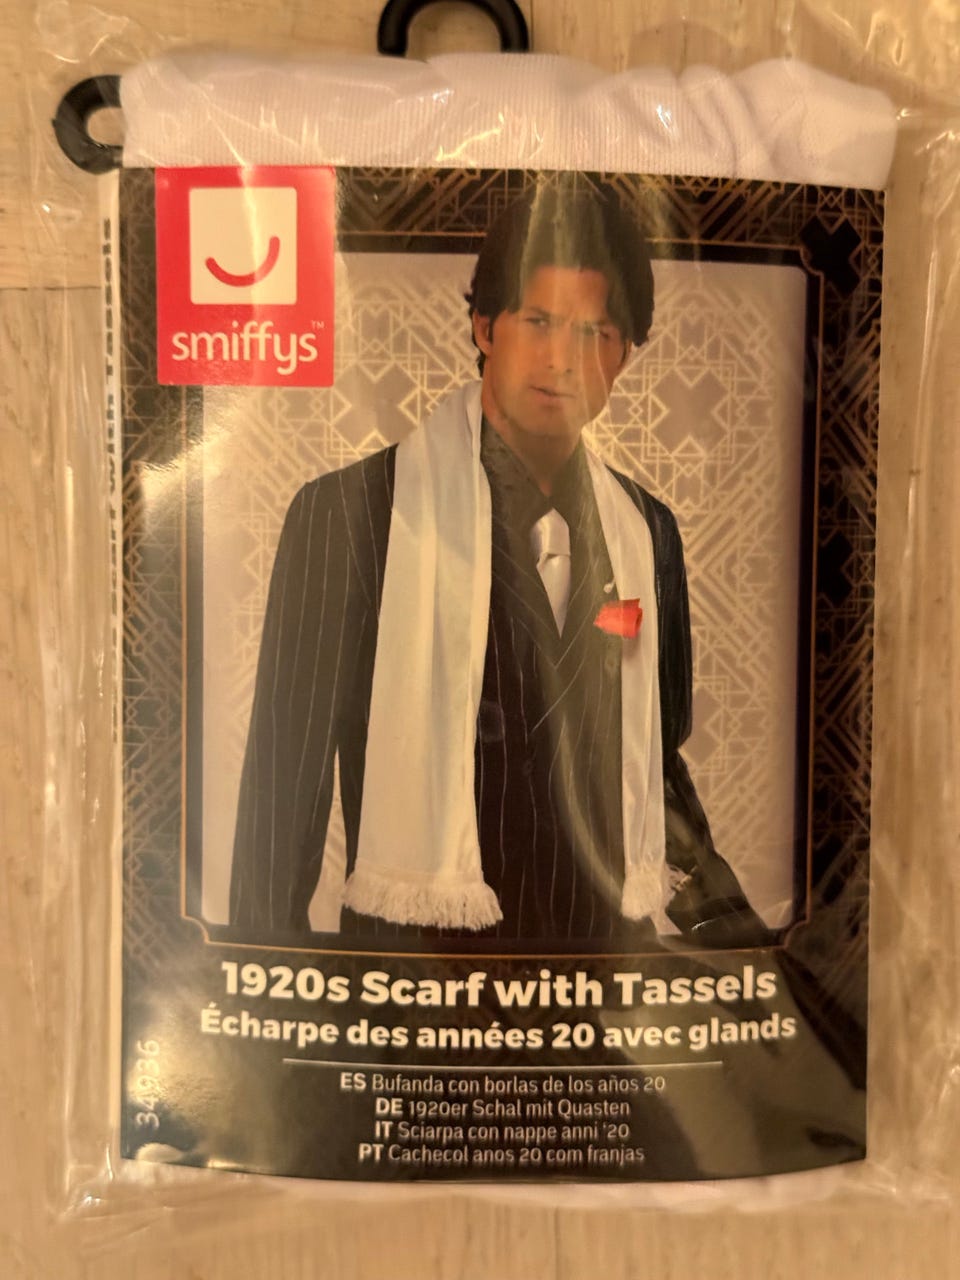 smiffys™
1920s Scarf with Tassels
Écharpe des années 20 avec glands
ES Bufanda con borlas de los años 20
DE 1920er Schal mit Quasten
IT Sciarpa con nappe anni '20
PT Cachecol anos 20 com franjas
34936